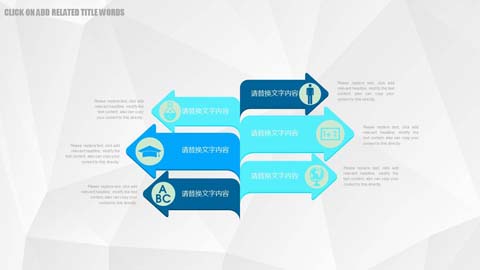 CLICK ON ABD RELATED TITLE WORDS
Please replace text, click add
relevant headline, modify the
text content, also can copy
your content to this directly.
请替换文字内容
Please replace text, click add
relevant headline, modify the
text content, also can copy your
content to this directly.
请替换文字内容
Please replace text, click add
relevant headline, modify the
text content, also can copy your
content to this directly.
请替换文字内容
Please replace text, click add
relevant headline, modify the
text content, also can copy your
content to this directly.
请替换文字内容
Please replace text, click add
relevant headline, modify the
text content, also can copy your
content to this directly.
请替换文字内容
Please replace text, click add
relevant headline, modify the
text content, also can copy your
content to this directly.
A
BC
请替换文字内容